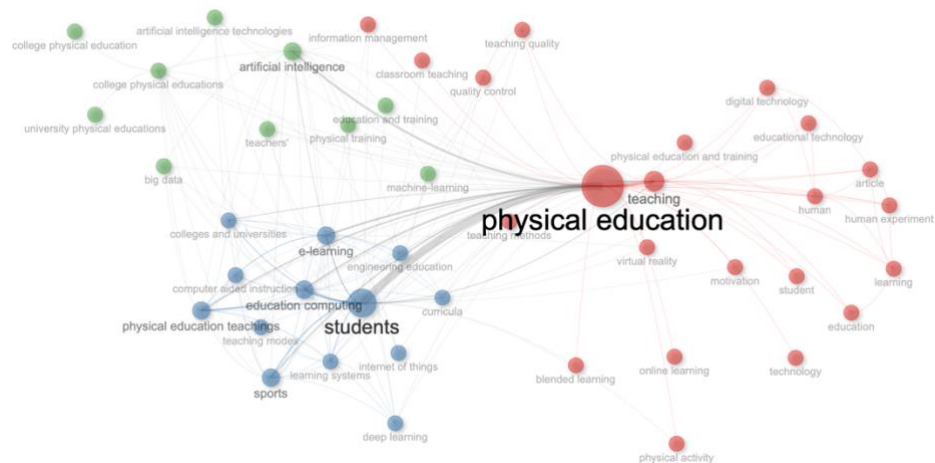 artificial intelligence technologies
college physical education
information management
teaching quality
artificial intelligence
classroom teaching
college physical educations
quality control
digital technology
education and training
university physical educations
educational technology
teachers'
physical training
physical education and training
big data
machine-learning
article
teaching
human
human experiment
physical education
colleges and universities
teaching methods
e-learning
engineering education
virtual reality
computer aided instruction
motivation
student
learning
education computing
curricula
physical education teachings
students
education
teaching modes
internet of things
learning systems
blended learning
online learning
technology
sports
deep learning
physical activity